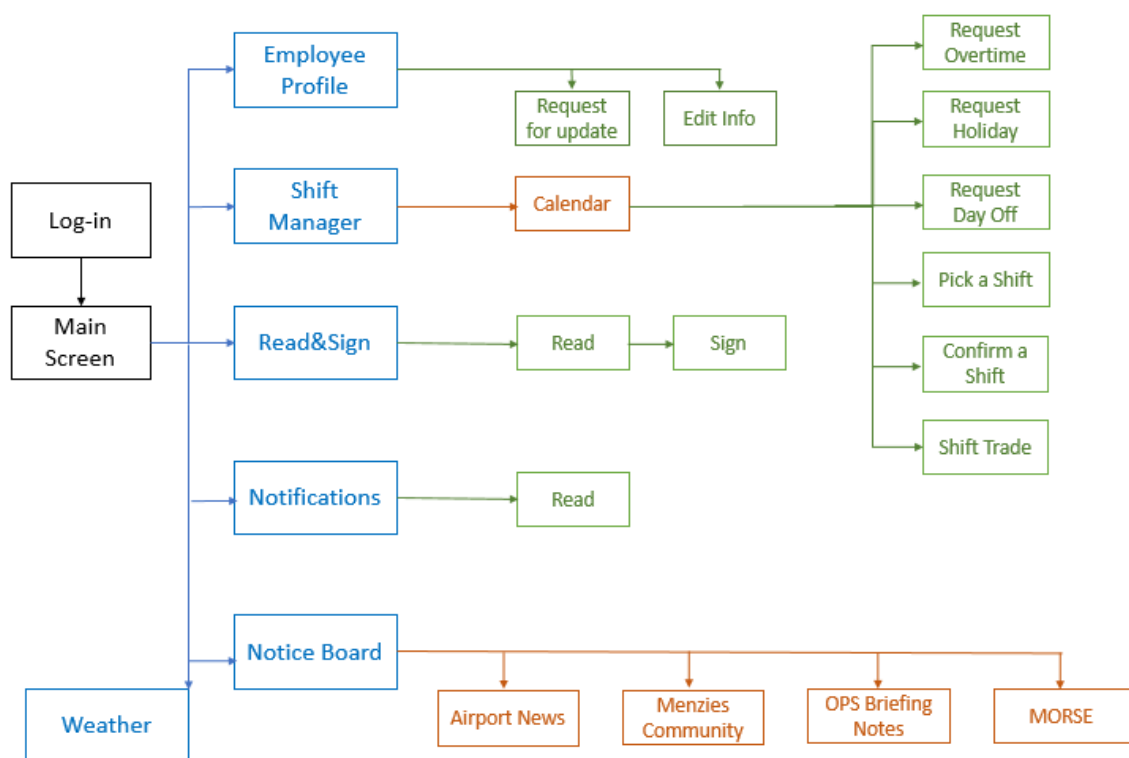 Employee
Profile
Request
for update
Edit Info
Request
Overtime
Request
Holiday
Shift
Manager
Calendar
Request
Day Off
Pick a Shift
Confirm a
Shift
Shift Trade
Log-in
Main
Screen
Read&Sign
Read
Sign
Notifications
Read
Notice Board
Airport News
Menzies
Community
OPS Briefing
Notes
MORSE
Weather